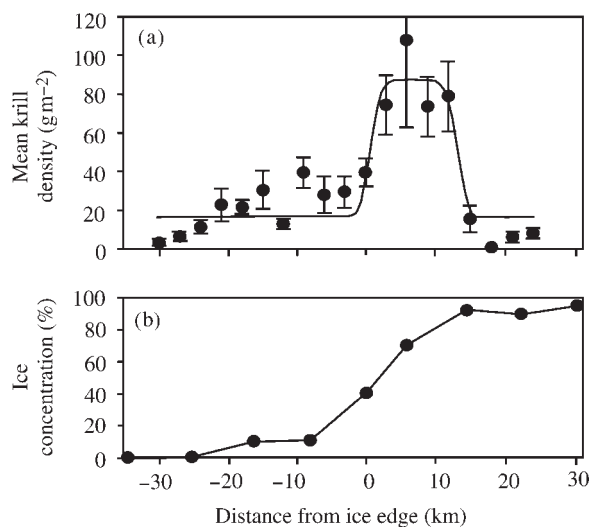 120
(a)
100
80
60
40
20
0
Mean krill
density (g m−2)
100
(b)
80
60
40
20
0
Ice
concentration (%)
−30 −20 −10 0 10 20 30
Distance from ice edge (km)